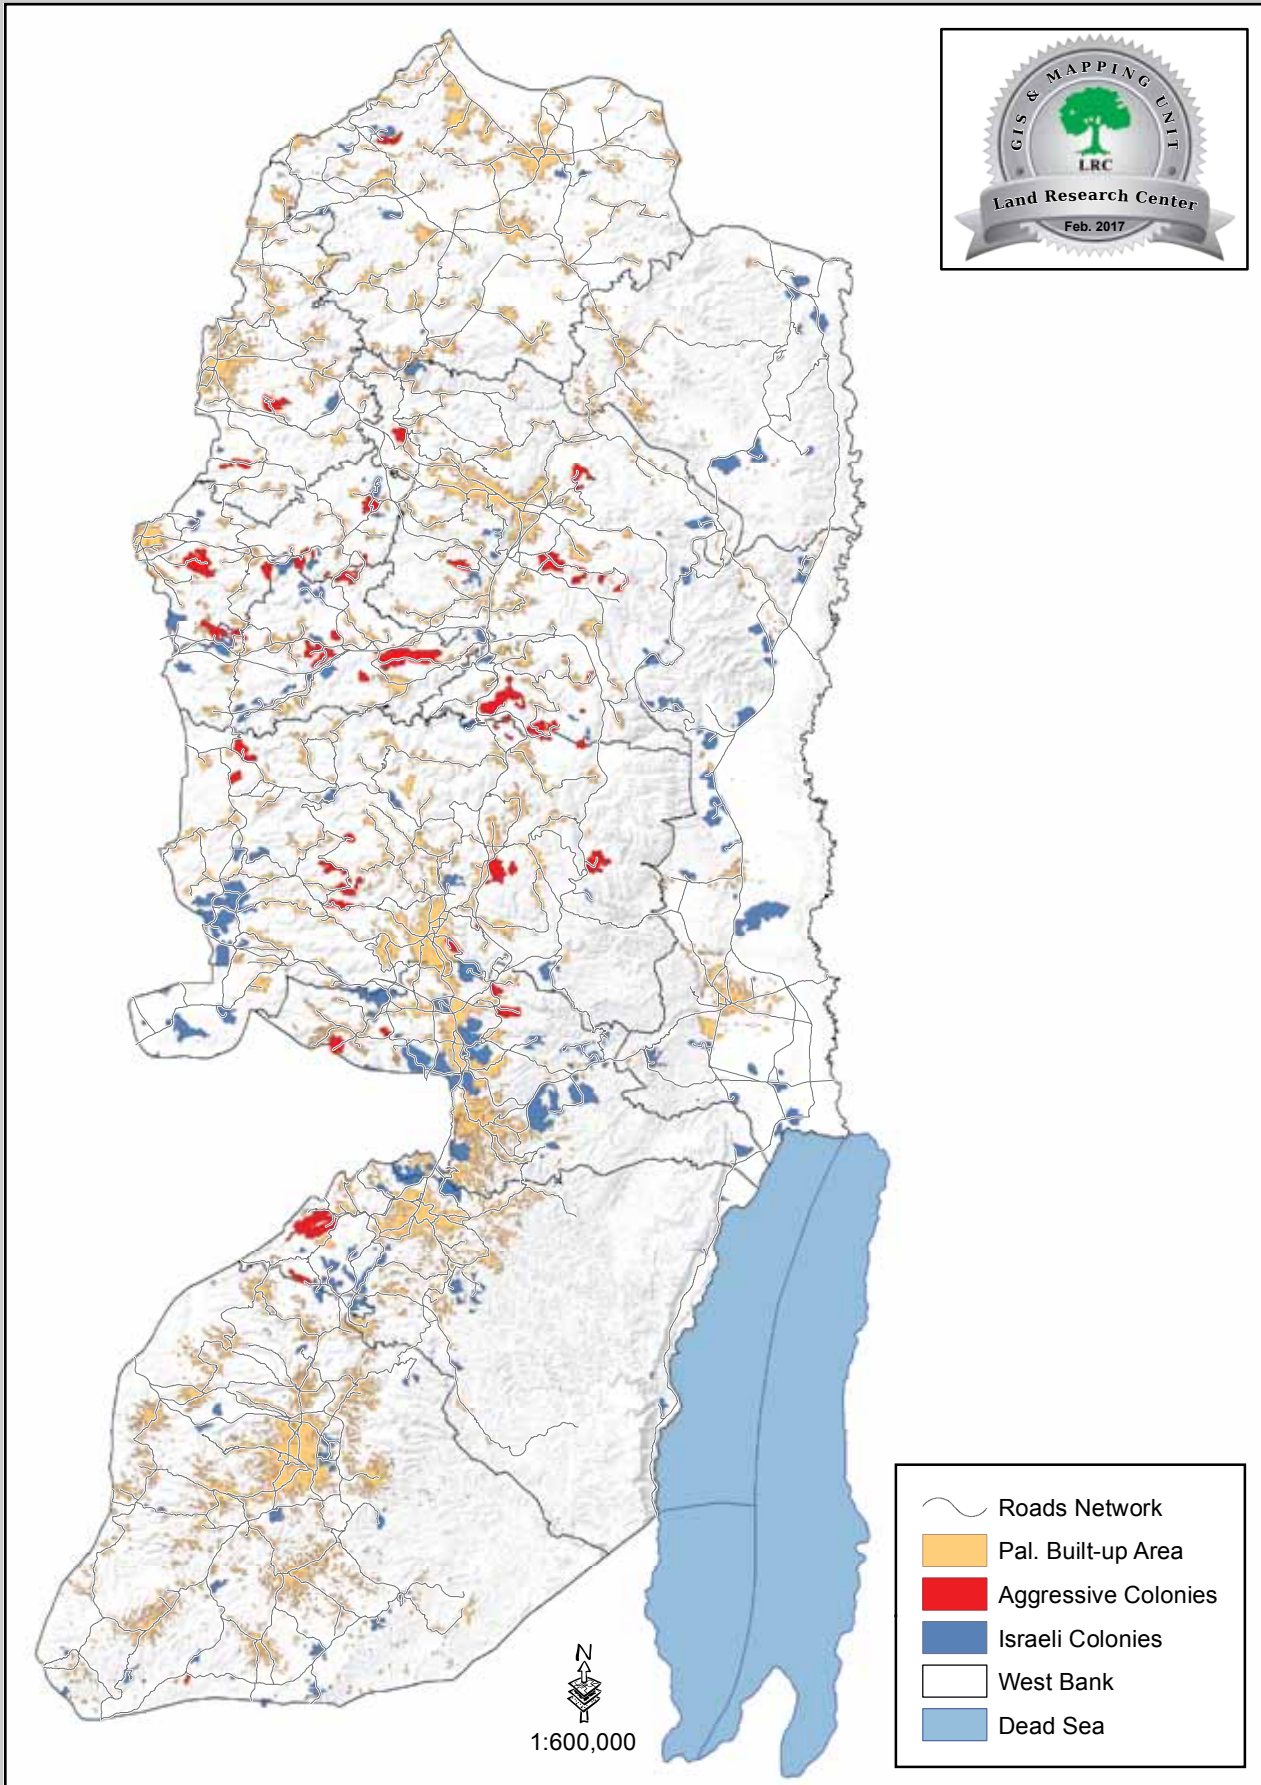 GIS & MAPPING UNIT
LRC
Land Research Center
Feb. 2017
Roads Network
Pal. Built-up Area
Aggressive Colonies
Israeli Colonies
West Bank
Dead Sea
N
1:600,000